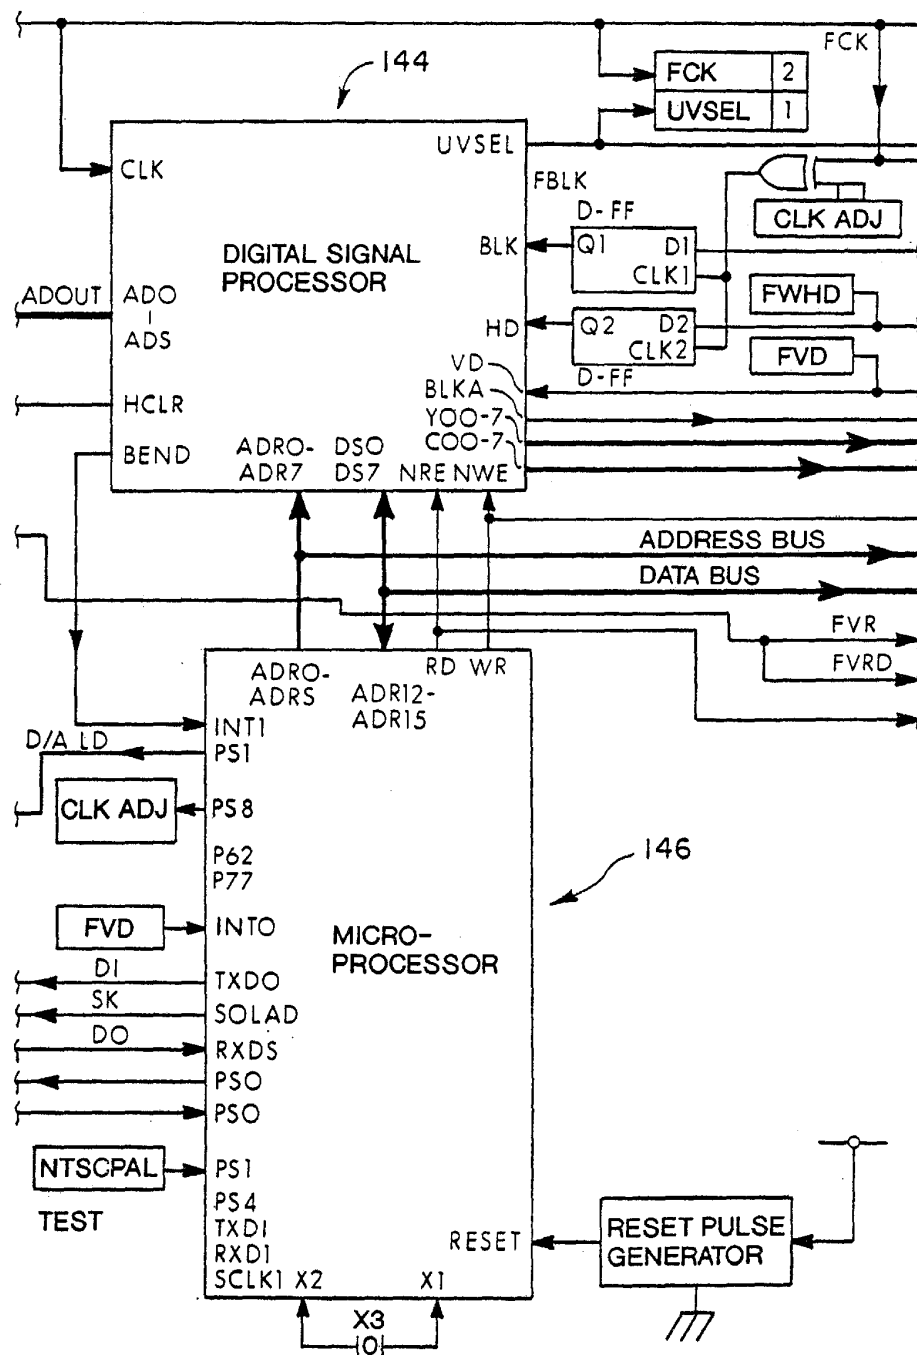 FCK
144
FCK 2
UVSEL 1
UVSEL
CLK
FBLK
D-FF
CLK ADJ
DIGITAL SIGNAL
PROCESSOR
BLK
Q1 D1
CLK1
ADOUT
ADO
ADS
FWHD
HD
Q2 D2
CLK2
FVD
VD
D-FF
BLKA
HCLR
YOO-7
COO-7
BEND
ADRO- DSO
ADR7 DS7 NRE NWE
ADDRESS BUS
DATA BUS
FVR
FVRD
ADRO-
ADRS
ADR12-
ADR15
RD WR
INT1
D/A LD
PS1
CLK ADJ
PS8
146
P62
P77
FVD
INTO
MICRO-
PROCESSOR
DI
TXDO
SK
SOLAD
DO
RXDS
PSO
PSO
NTSCPAL
PS1
TEST
PS4
TXD1
RXD1
SCLK1 X2 X1
RESET
RESET PULSE
GENERATOR
X3